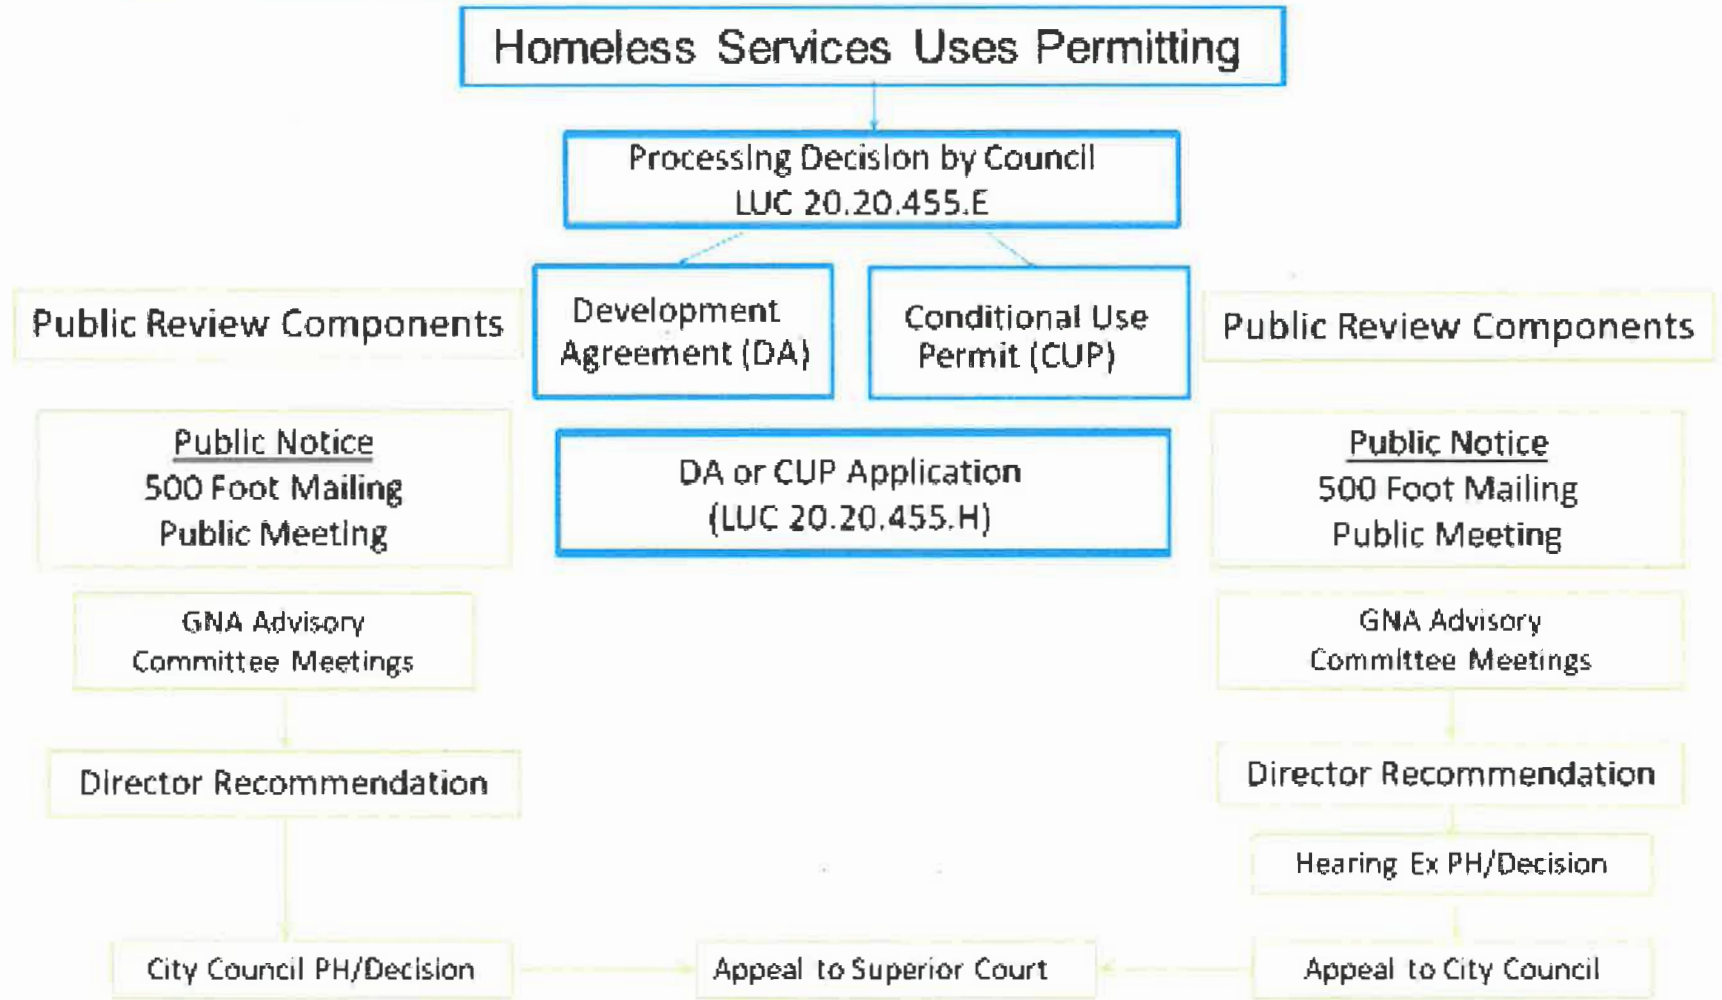 Homeless Services Uses Permitting
Processing Decision by Council
LUC 20.20.455.E
Public Review Components
Development
Agreement (DA)
Conditional Use
Permit (CUP)
Public Review Components
Public Notice
500 Foot Mailing
Public Meeting
DA or CUP Application
(LUC 20.20.455.H)
Public Notice
500 Foot Mailing
Public Meeting
GNA Advisory
Committee Meetings
GNA Advisory
Committee Meetings
Director Recommendation
Director Recommendation
Hearing Ex PH/Decision
City Council PH/Decision
Appeal to Superior Court
Appeal to City Council